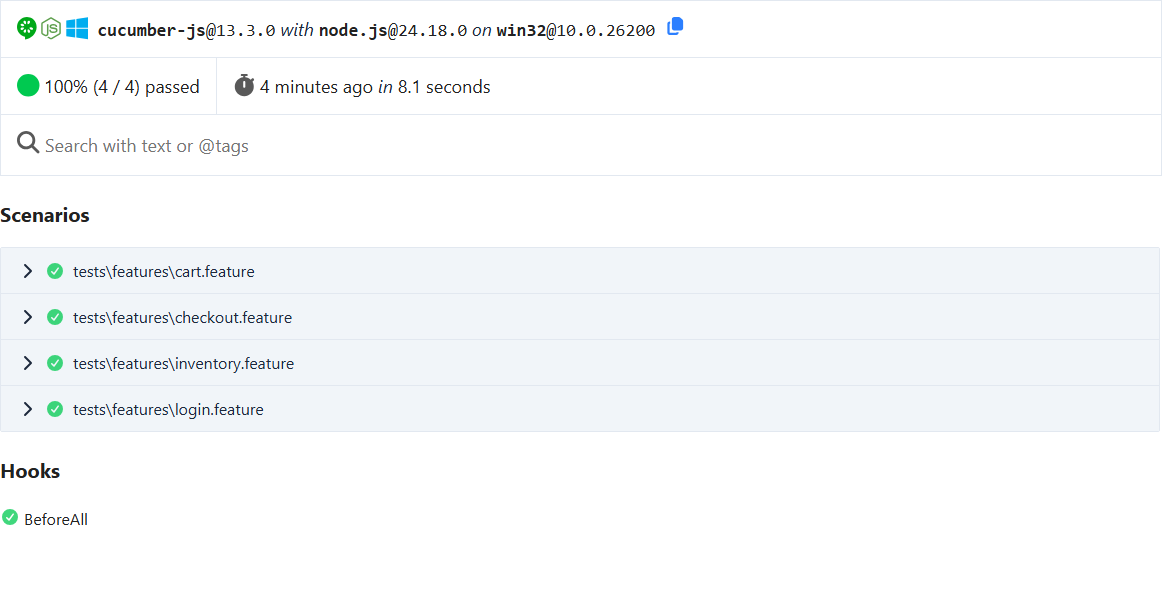 cucumber-js@13.3.0 with node.js@24.18.0 on win32@10.0.26200
100% (4 / 4) passed
4 minutes ago in 8.1 seconds
Search with text or @tags
Scenarios
tests\features\cart.feature
tests\features\checkout.feature
tests\features\inventory.feature
tests\features\login.feature
Hooks
BeforeAll